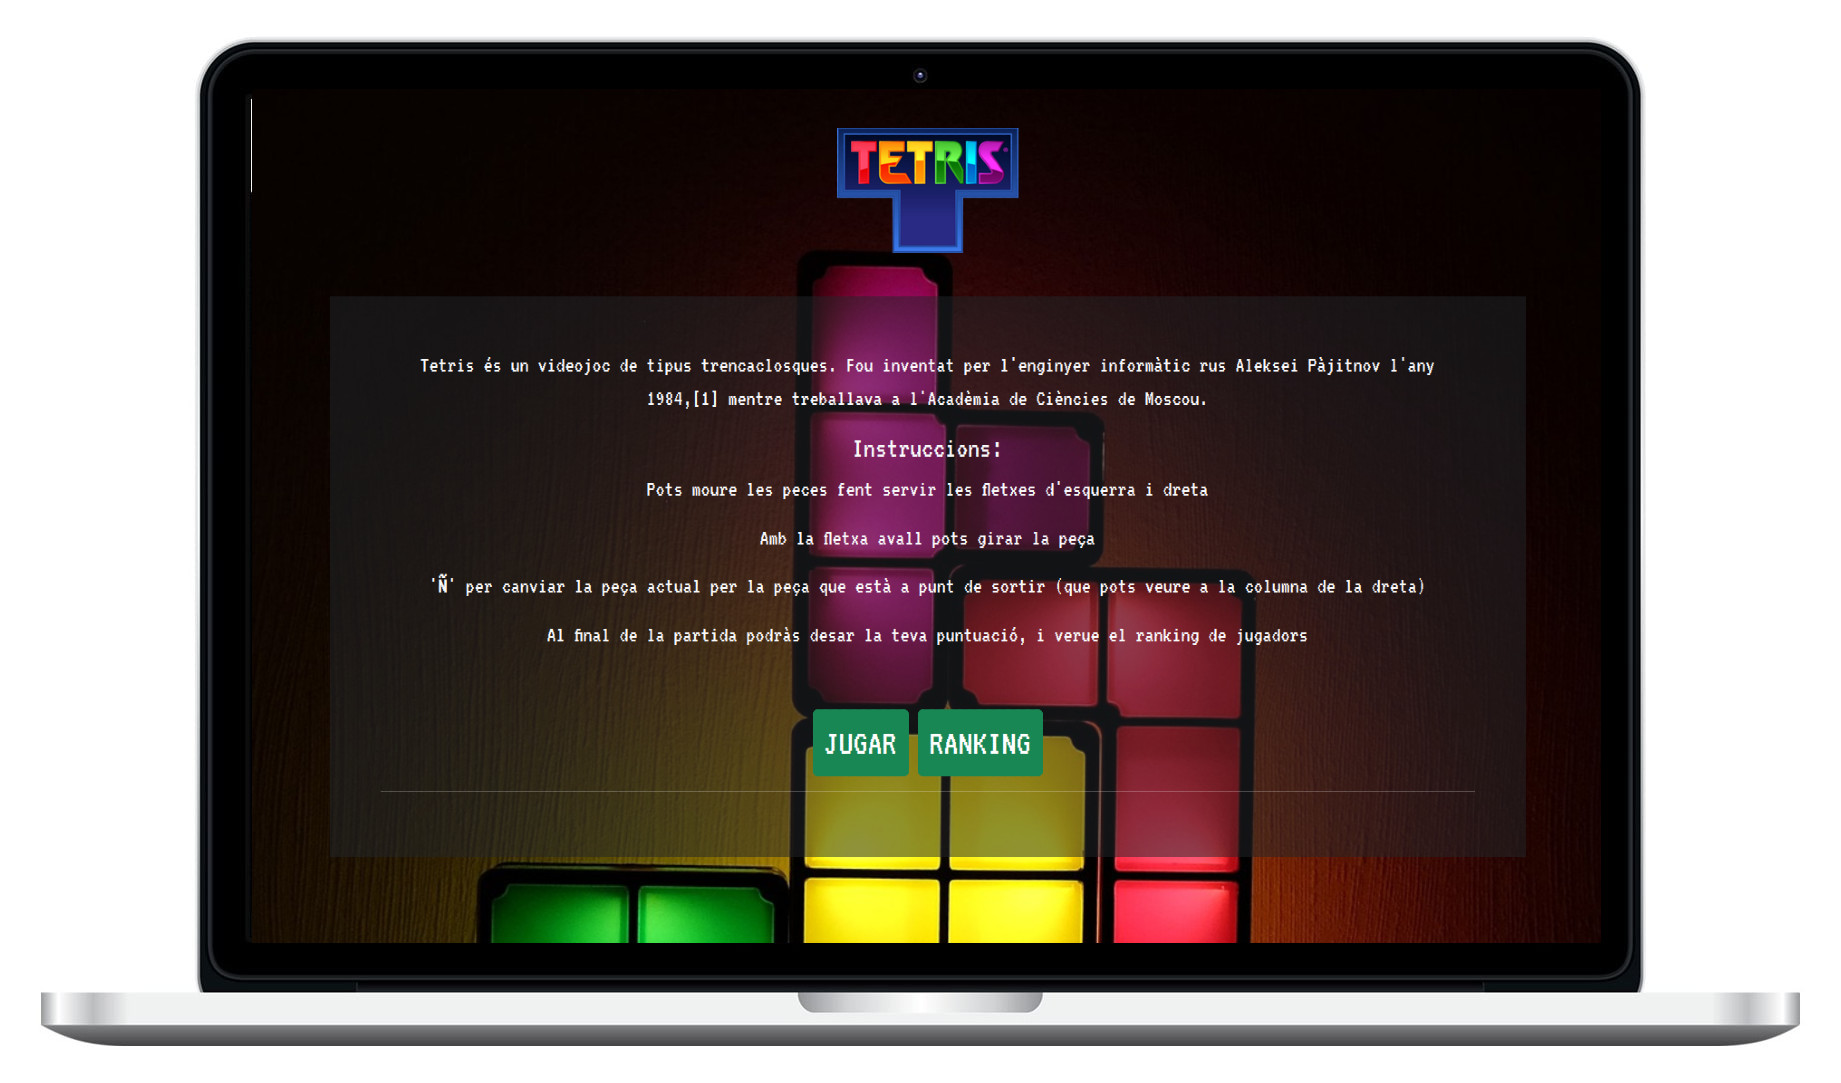 TETRIS
Tetris és un videojoc de tipus trencaclosques. Fou inventat per l'enginyer informàtic rus Aleksei Pàjitnov l'any
1984,[1] mentre treballava a l'Acadèmia de Ciències de Moscou.
Instruccions:
Pots moure les peces fent servir les fletxes d'esquerra i dreta
Amb la fletxa avall pots girar la peça
'Ñ' per canviar la peça actual per la peça que està a punt de sortir (que pots veure a la columna de la dreta)
Al final de la partida podràs desar la teva puntuació, i verue el ranking de jugadors
JUGAR RANKING